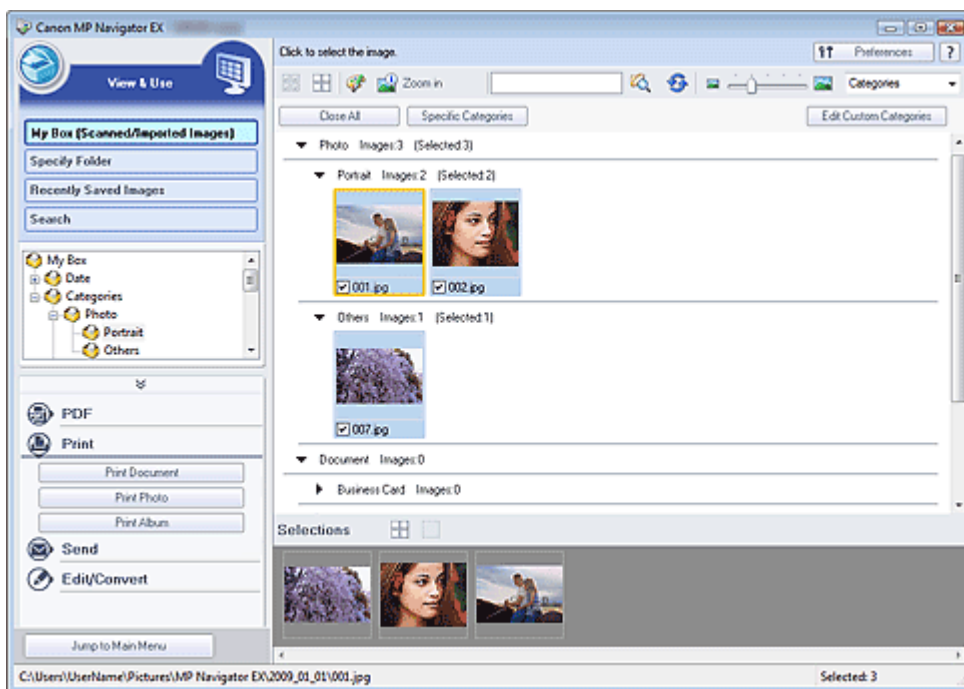 Canon MP Navigator EX
View & Use
My Box (Scanned/Imported Images)
Specify Folder
Recently Saved Images
Search
My Box
Date
Categories
Photo
Portrait
Others
PDF
Print
Print Document
Print Photo
Print Album
Send
Edit/Convert
Jump to Main Menu
Click to select the image.
Preferences
?
Zoom in
Categories
Close All
Specific Categories
Edit Custom Categories
Photo Images:3 (Selected:3)
Portrait Images:2 (Selected:2)
001.jpg
002.jpg
Others Images:1 (Selected:1)
007.jpg
Document Images:0
Business Card Images:0
Selections
C:\Users\UserName\Pictures\MP Navigator EX\2009_01_01\001.jpg
Selected: 3